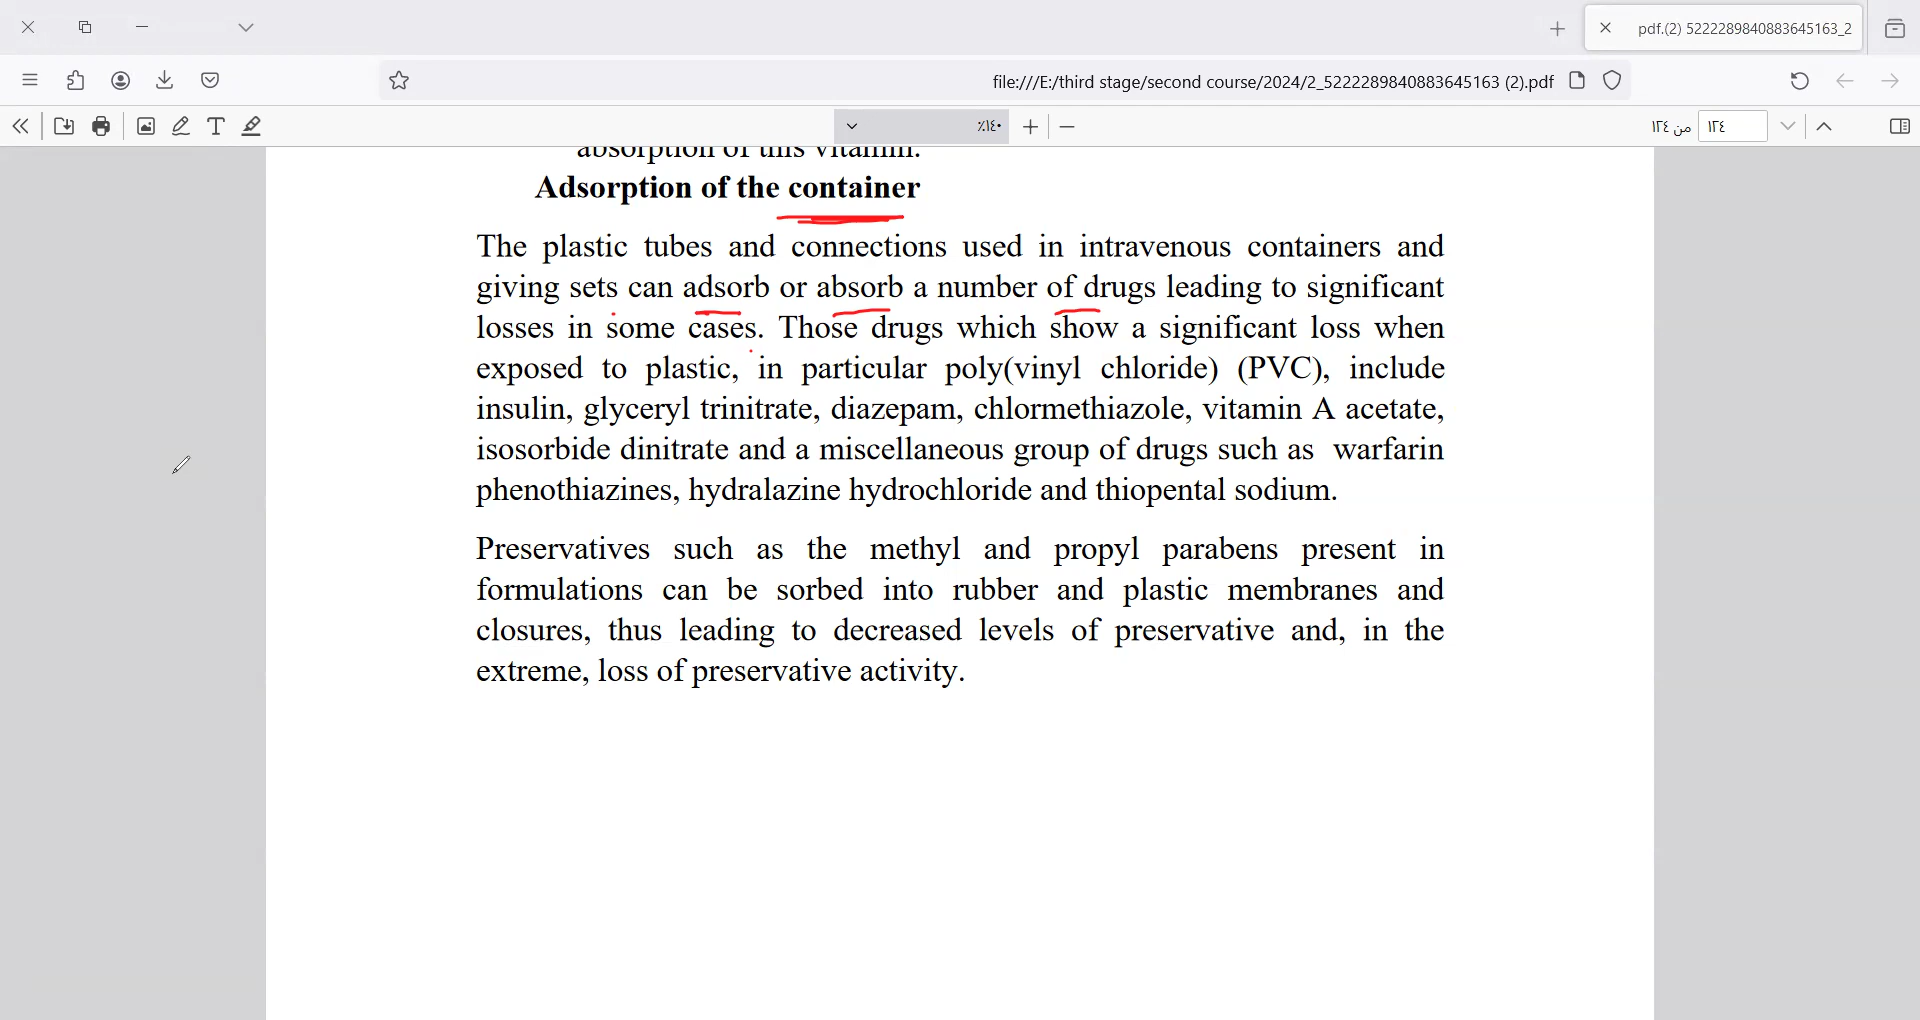 pdf.(2) 5222289840883645163_2
file:///E:/third stage/second course/2024/2_5222289840883645163 (2).pdf
٪١٤٠
١٢٤ من ١٢٤
absorption of this vitamin.
Adsorption of the container
The plastic tubes and connections used in intravenous containers and
giving sets can adsorb or absorb a number of drugs leading to significant
losses in some cases. Those drugs which show a significant loss when
exposed to plastic, in particular poly(vinyl chloride) (PVC), include
insulin, glyceryl trinitrate, diazepam, chlormethiazole, vitamin A acetate,
isosorbide dinitrate and a miscellaneous group of drugs such as warfarin
phenothiazines, hydralazine hydrochloride and thiopental sodium.
Preservatives such as the methyl and propyl parabens present in
formulations can be sorbed into rubber and plastic membranes and
closures, thus leading to decreased levels of preservative and, in the
extreme, loss of preservative activity.